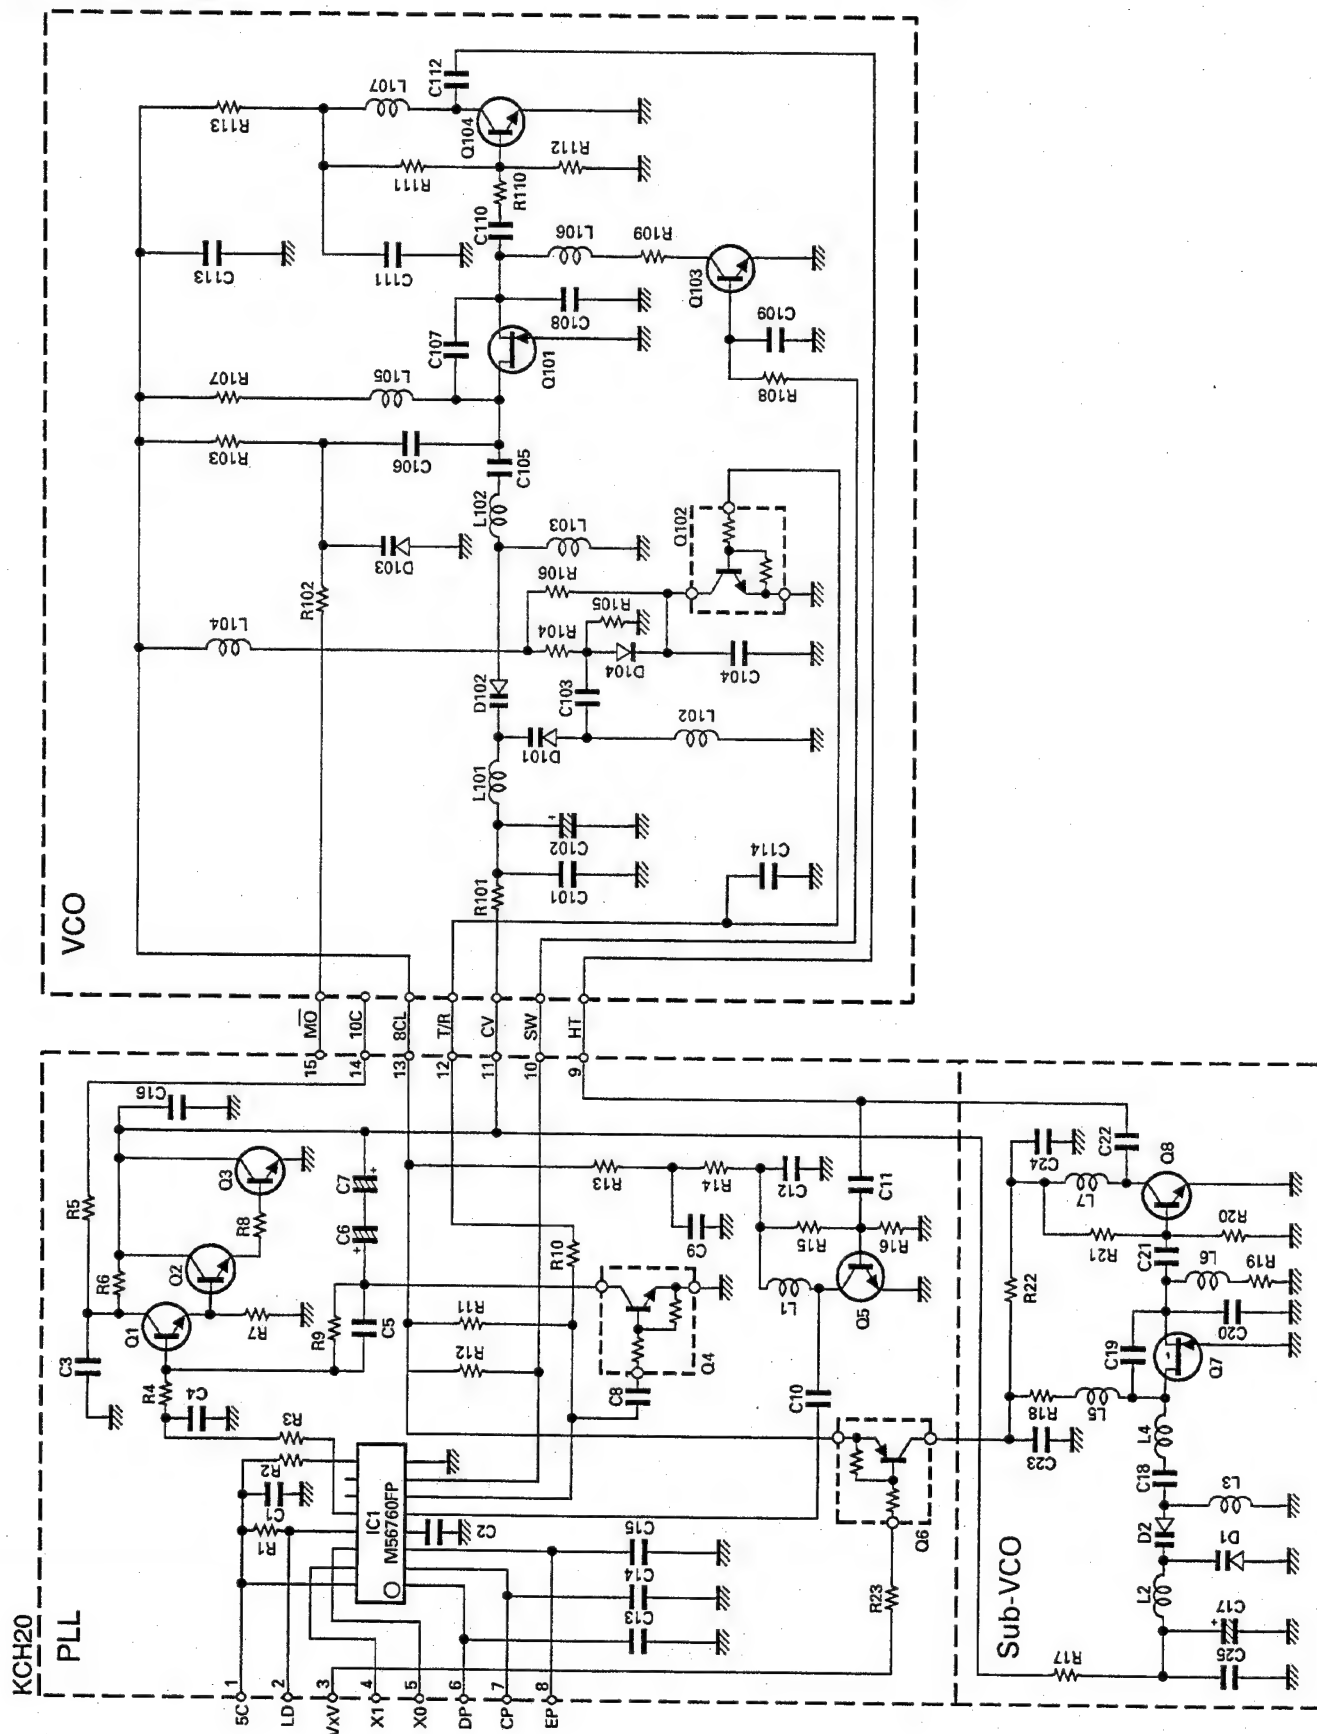 KCH20
PLL
VCO
Sub-VCO
5C
1
LD
2
VxV
3
X1
4
X0
5
DP
6
CP
7
EP
8
15
M̅O̅
14
10C
13
8CL
12
T/R
11
CV
10
SW
9
HT
IC1
M56760FP
R1
C1
R2
R3
C2
C3
R4
C4
R5
R6
Q1
R7
Q2
R8
Q3
C16
R9
C5
C6
C7
R10
R11
R12
C8
Q4
C9
R13
R14
C12
R15
R16
C11
L1
Q5
C10
Q6
R23
C13
C14
C15
R17
C25
C17
L2
D1
D2
L3
C18
L4
C23
R18
L5
C19
Q7
C20
L6
R19
C21
R20
R21
R22
L7
C24
C22
Q8
R101
C101
C102
L101
D101
D102
C103
L102
R104
R105
D104
C104
R106
L103
L102
C105
Q102
C114
L104
R102
D103
R103
C106
R107
L105
C107
Q101
C108
L106
R109
Q103
C109
R108
C110
R110
R111
R112
C111
C113
R113
L107
Q104
C112